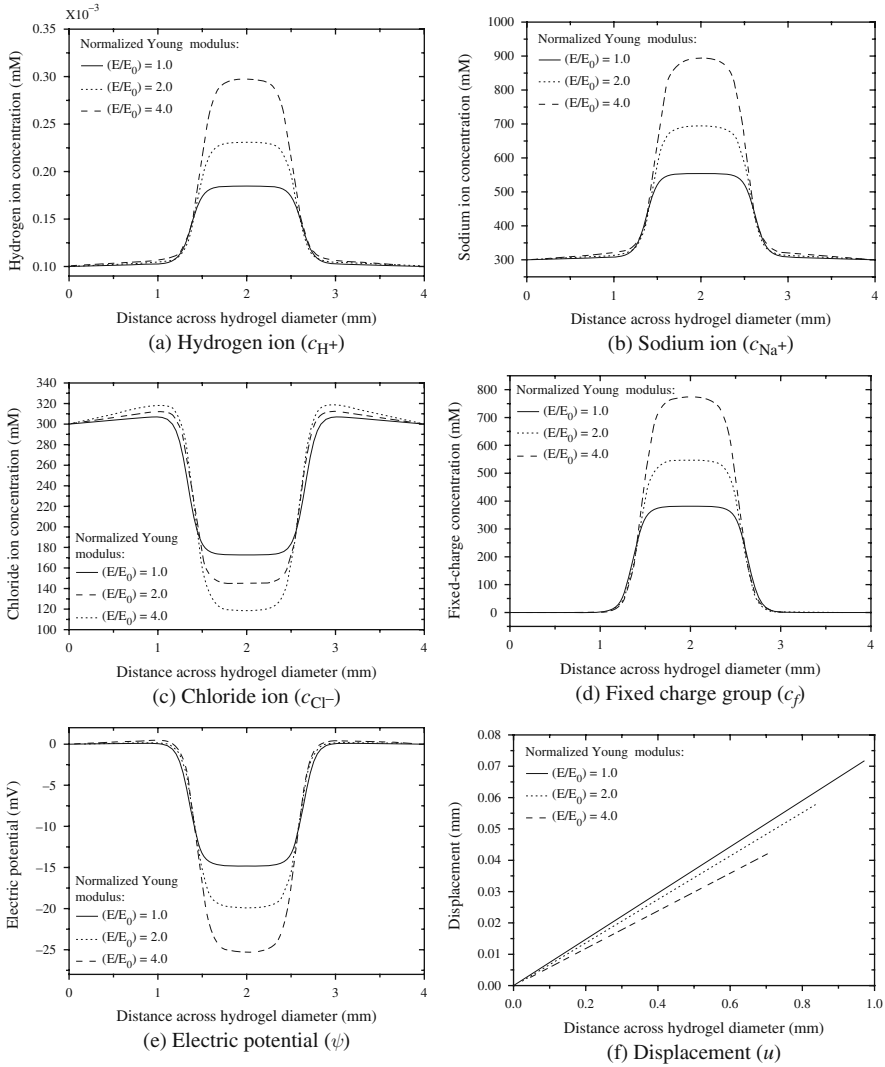 X10⁻³
Hydrogen ion concentration (mM)
0.30
0.25
0.20
0.15
0.10
Normalized Young modulus:
(E/E₀) = 1.0
(E/E₀) = 2.0
(E/E₀) = 4.0
0 1 2 3 4
Distance across hydrogel diameter (mm)
(a) Hydrogen ion (c_H⁺)
Sodium ion concentration (mM)
1000
900
800
700
600
500
400
300
Normalized Young modulus:
(E/E₀) = 1.0
(E/E₀) = 2.0
(E/E₀) = 4.0
0 1 2 3 4
Distance across hydrogel diameter (mm)
(b) Sodium ion (c_Na⁺)
Chloride ion concentration (mM)
340
320
300
280
260
240
220
200
180
160
140
120
100
Normalized Young
modulus:
(E/E₀) = 1.0
(E/E₀) = 2.0
(E/E₀) = 4.0
0 1 2 3 4
Distance across hydrogel diameter (mm)
(c) Chloride ion (c_Cl⁻)
Fixed-charge concentration (mM)
800
700
600
500
400
300
200
100
0
Normalized Young modulus:
(E/E₀) = 1.0
(E/E₀) = 2.0
(E/E₀) = 4.0
0 1 2 3 4
Distance across hydrogel diameter (mm)
(d) Fixed charge group (c_f)
Electric potential (mV)
0
−5
−10
−15
−20
−25
Normalized Young
modulus:
(E/E₀) = 1.0
(E/E₀) = 2.0
(E/E₀) = 4.0
0 1 2 3 4
Distance across hydrogel diameter (mm)
(e) Electric potential (ψ)
Displacement (mm)
0.08
0.07
0.06
0.05
0.04
0.03
0.02
0.01
0.00
Normalized Young modulus:
(E/E₀) = 1.0
(E/E₀) = 2.0
(E/E₀) = 4.0
0.0 0.2 0.4 0.6 0.8 1.0
Distance across hydrogel diameter (mm)
(f) Displacement (u)